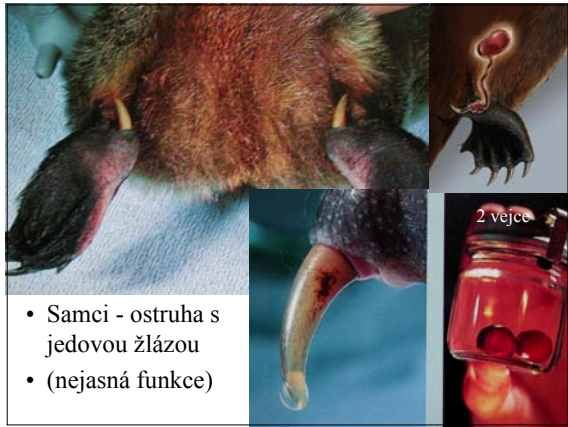 2 vejce
• Samci - ostruha s
jedovou žlázou
• (nejasná funkce)